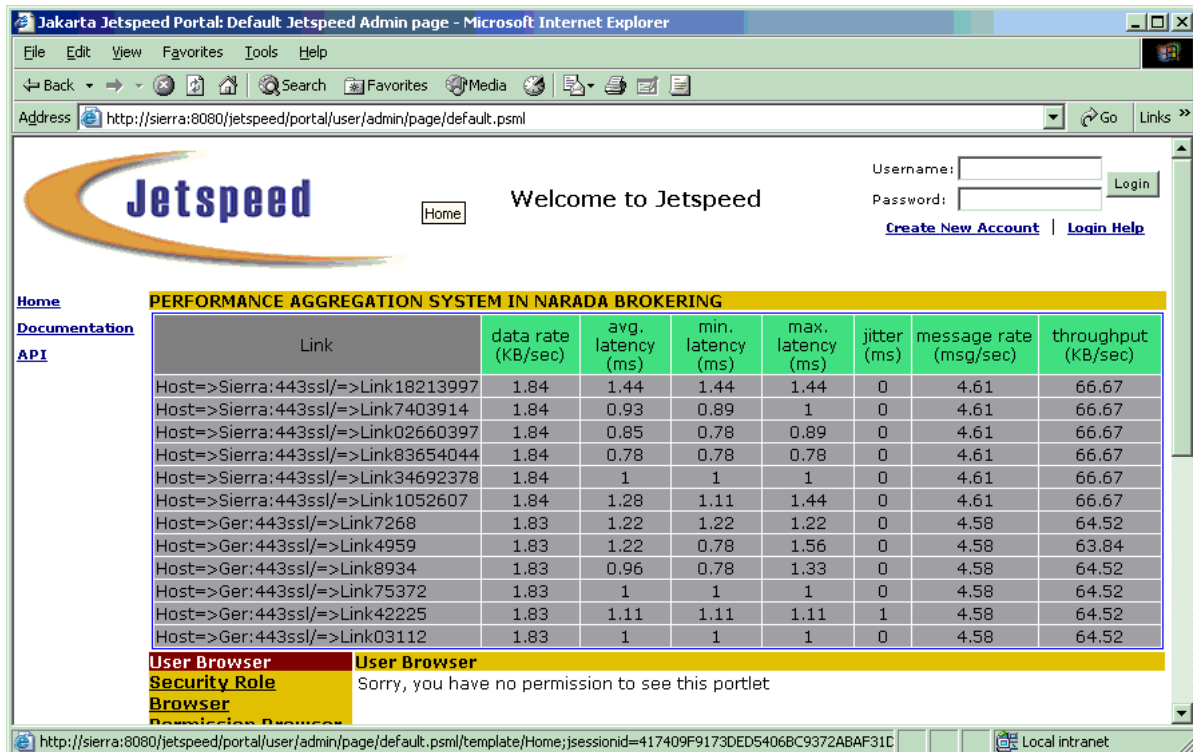 Jakarta Jetspeed Portal: Default Jetspeed Admin page - Microsoft Internet Explorer
File Edit View Favorites Tools Help
Back Search Favorites Media
Address http://sierra:8080/jetspeed/portal/user/admin/page/default.psml Go Links »
Jetspeed
Home
Welcome to Jetspeed
Username:
Password:
Login
Create New Account | Login Help
Home
Documentation
API
PERFORMANCE AGGREGATION SYSTEM IN NARADA BROKERING
Link data rate (KB/sec) avg. latency (ms) min. latency (ms) max. latency (ms) jitter (ms) message rate (msg/sec) throughput (KB/sec)
Host=>Sierra:443ssl/=>Link18213997 1.84 1.44 1.44 1.44 0 4.61 66.67
Host=>Sierra:443ssl/=>Link7403914 1.84 0.93 0.89 1 0 4.61 66.67
Host=>Sierra:443ssl/=>Link02660397 1.84 0.85 0.78 0.89 0 4.61 66.67
Host=>Sierra:443ssl/=>Link83654044 1.84 0.78 0.78 0.78 0 4.61 66.67
Host=>Sierra:443ssl/=>Link34692378 1.84 1 1 1 0 4.61 66.67
Host=>Sierra:443ssl/=>Link1052607 1.84 1.28 1.11 1.44 0 4.61 66.67
Host=>Ger:443ssl/=>Link7268 1.83 1.22 1.22 1.22 0 4.58 64.52
Host=>Ger:443ssl/=>Link4959 1.83 1.22 0.78 1.56 0 4.58 63.84
Host=>Ger:443ssl/=>Link8934 1.83 0.96 0.78 1.33 0 4.58 64.52
Host=>Ger:443ssl/=>Link75372 1.83 1 1 1 0 4.58 64.52
Host=>Ger:443ssl/=>Link42225 1.83 1.11 1.11 1.11 1 4.58 64.52
Host=>Ger:443ssl/=>Link03112 1.83 1 1 1 0 4.58 64.52
User Browser
Security Role
Browser
Permission Browser
User Browser
Sorry, you have no permission to see this portlet
http://sierra:8080/jetspeed/portal/user/admin/page/default.psml/template/Home;jsessionid=417409F9173DED5406BC9372ABAF31D Local intranet